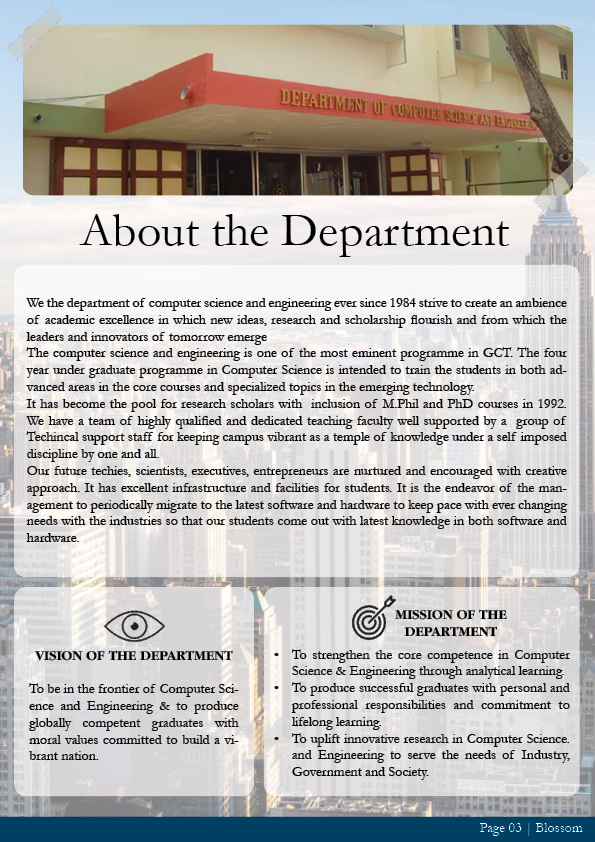 DEPARTMENT OF COMPUTER SCIENCE AND ENGINEERING
About the Department
We the department of computer science and engineering ever since 1984 strive to create an ambience
of academic excellence in which new ideas, research and scholarship flourish and from which the
leaders and innovators of tomorrow emerge
The computer science and engineering is one of the most eminent programme in GCT. The four
year under graduate programme in Computer Science is intended to train the students in both ad-
vanced areas in the core courses and specialized topics in the emerging technology.
It has become the pool for research scholars with inclusion of M.Phil and PhD courses in 1992.
We have a team of highly qualified and dedicated teaching faculty well supported by a group of
Techincal support staff for keeping campus vibrant as a temple of knowledge under a self imposed
discipline by one and all.
Our future techies, scientists, executives, entrepreneurs are nurtured and encouraged with creative
approach. It has excellent infrastructure and facilities for students. It is the endeavor of the man-
agement to periodically migrate to the latest software and hardware to keep pace with ever changing
needs with the industries so that our students come out with latest knowledge in both software and
hardware.
VISION OF THE DEPARTMENT
To be in the frontier of Computer Sci-
ence and Engineering & to produce
globally competent graduates with
moral values committed to build a vi-
brant nation.
MISSION OF THE
DEPARTMENT
• To strengthen the core competence in Computer
Science & Engineering through analytical learning.
• To produce successful graduates with personal and
professional responsibilities and commitment to
lifelong learning.
• To uplift innovative research in Computer Science.
and Engineering to serve the needs of Industry,
Government and Society.
Page 03 | Blossom